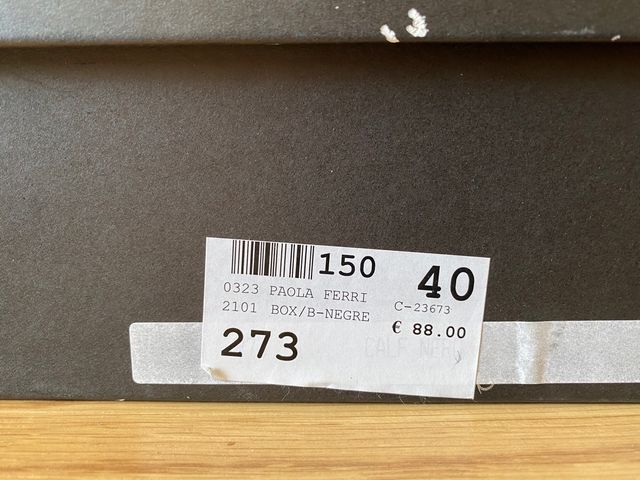 150
40
0323 PAOLA FERRI
C-23673
2101 BOX/B-NEGRE
€ 88.00
273